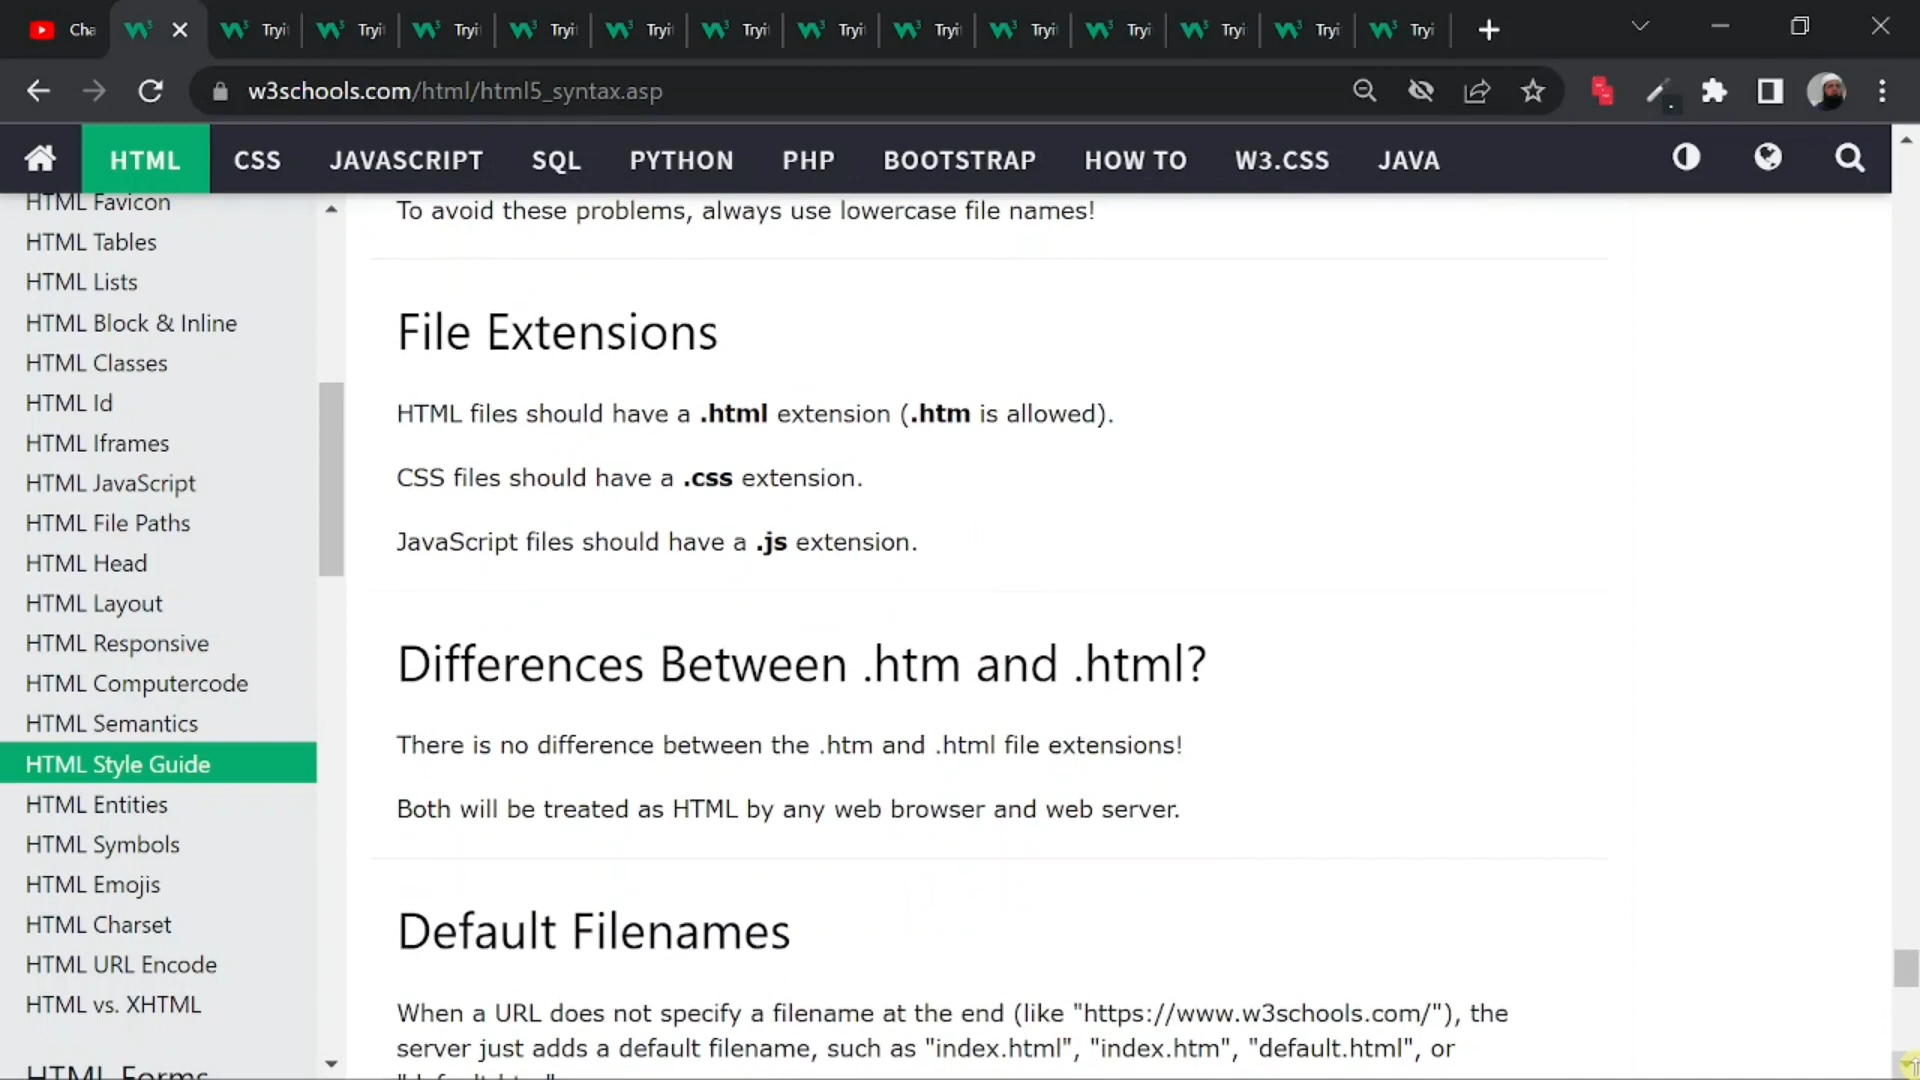 Cha
Tryi
Tryi
Tryi
Tryi
Tryi
Tryi
Tryi
Tryi
Tryi
Tryi
Tryi
Tryi
Tryi
w3schools.com/html/html5_syntax.asp
HTML
CSS
JAVASCRIPT
SQL
PYTHON
PHP
BOOTSTRAP
HOW TO
W3.CSS
JAVA
HTML Favicon
HTML Tables
HTML Lists
HTML Block & Inline
HTML Classes
HTML Id
HTML Iframes
HTML JavaScript
HTML File Paths
HTML Head
HTML Layout
HTML Responsive
HTML Computercode
HTML Semantics
HTML Style Guide
HTML Entities
HTML Symbols
HTML Emojis
HTML Charset
HTML URL Encode
HTML vs. XHTML
HTML Forms
To avoid these problems, always use lowercase file names!
File Extensions
HTML files should have a .html extension (.htm is allowed).
CSS files should have a .css extension.
JavaScript files should have a .js extension.
Differences Between .htm and .html?
There is no difference between the .htm and .html file extensions!
Both will be treated as HTML by any web browser and web server.
Default Filenames
When a URL does not specify a filename at the end (like "https://www.w3schools.com/"), the
server just adds a default filename, such as "index.html", "index.htm", "default.html", or